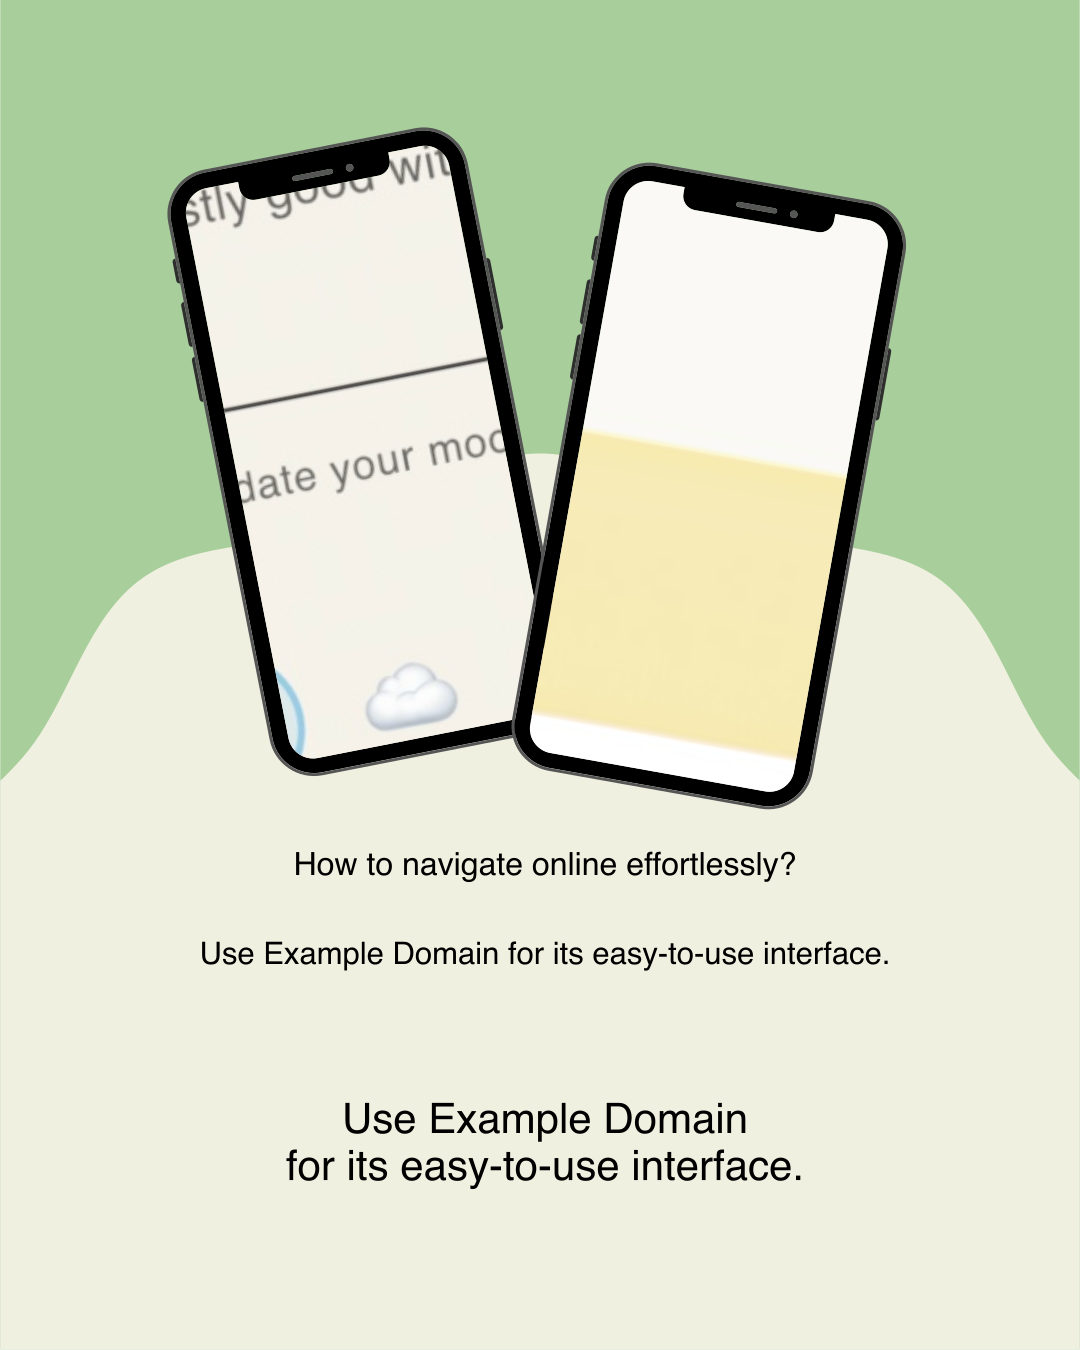 stly good wit
date your moo
How to navigate online effortlessly?
Use Example Domain for its easy-to-use interface.
Use Example Domain
for its easy-to-use interface.